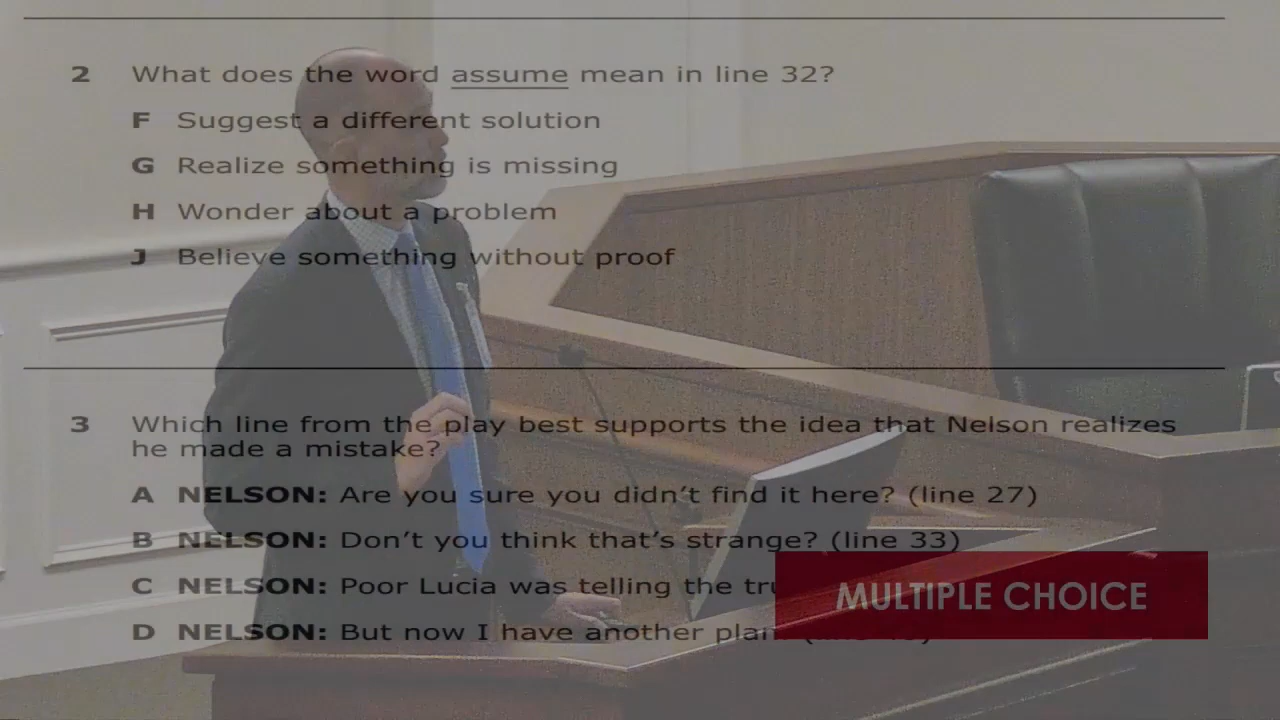 2 What does the word assume mean in line 32?
F Suggest a different solution
G Realize something is missing
H Wonder about a problem
J Believe something without proof
3 Which line from the play best supports the idea that Nelson realizes
he made a mistake?
A NELSON: Are you sure you didn't find it here? (line 27)
B NELSON: Don't you think that's strange? (line 33)
C NELSON: Poor Lucia was telling the
D NELSON: But now I have another plan.
MULTIPLE CHOICE